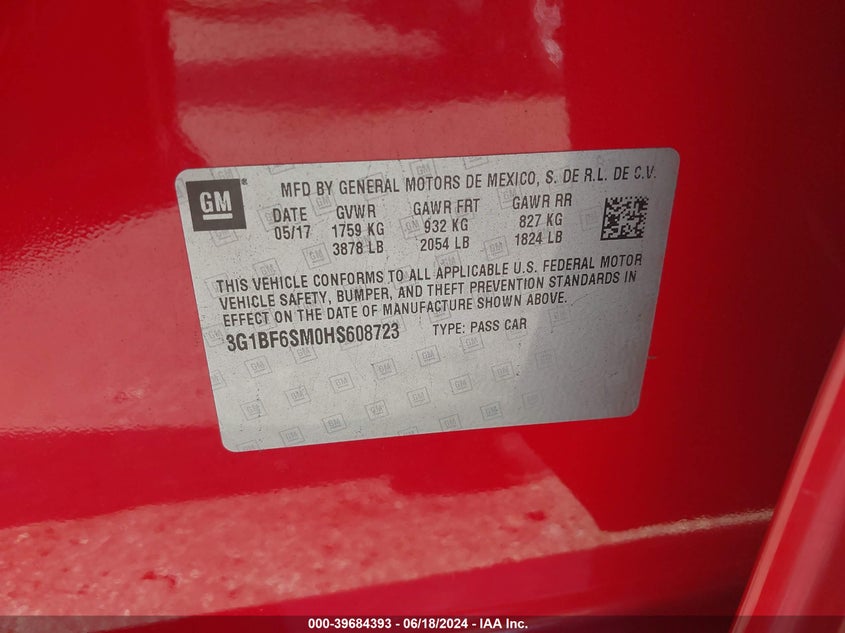 GM
MFD BY GENERAL MOTORS DE MEXICO, S. DE R.L. DE C.V.
DATE GVWR GAWR FRT GAWR RR
05/17 1759 KG 932 KG 827 KG
3878 LB 2054 LB 1824 LB
THIS VEHICLE CONFORMS TO ALL APPLICABLE U.S. FEDERAL MOTOR
VEHICLE SAFETY, BUMPER, AND THEFT PREVENTION STANDARDS IN
EFFECT ON THE DATE OF MANUFACTURE SHOWN ABOVE.
3G1BF6SM0HS608723 TYPE: PASS CAR
000-39684393 - 06/18/2024 - IAA Inc.